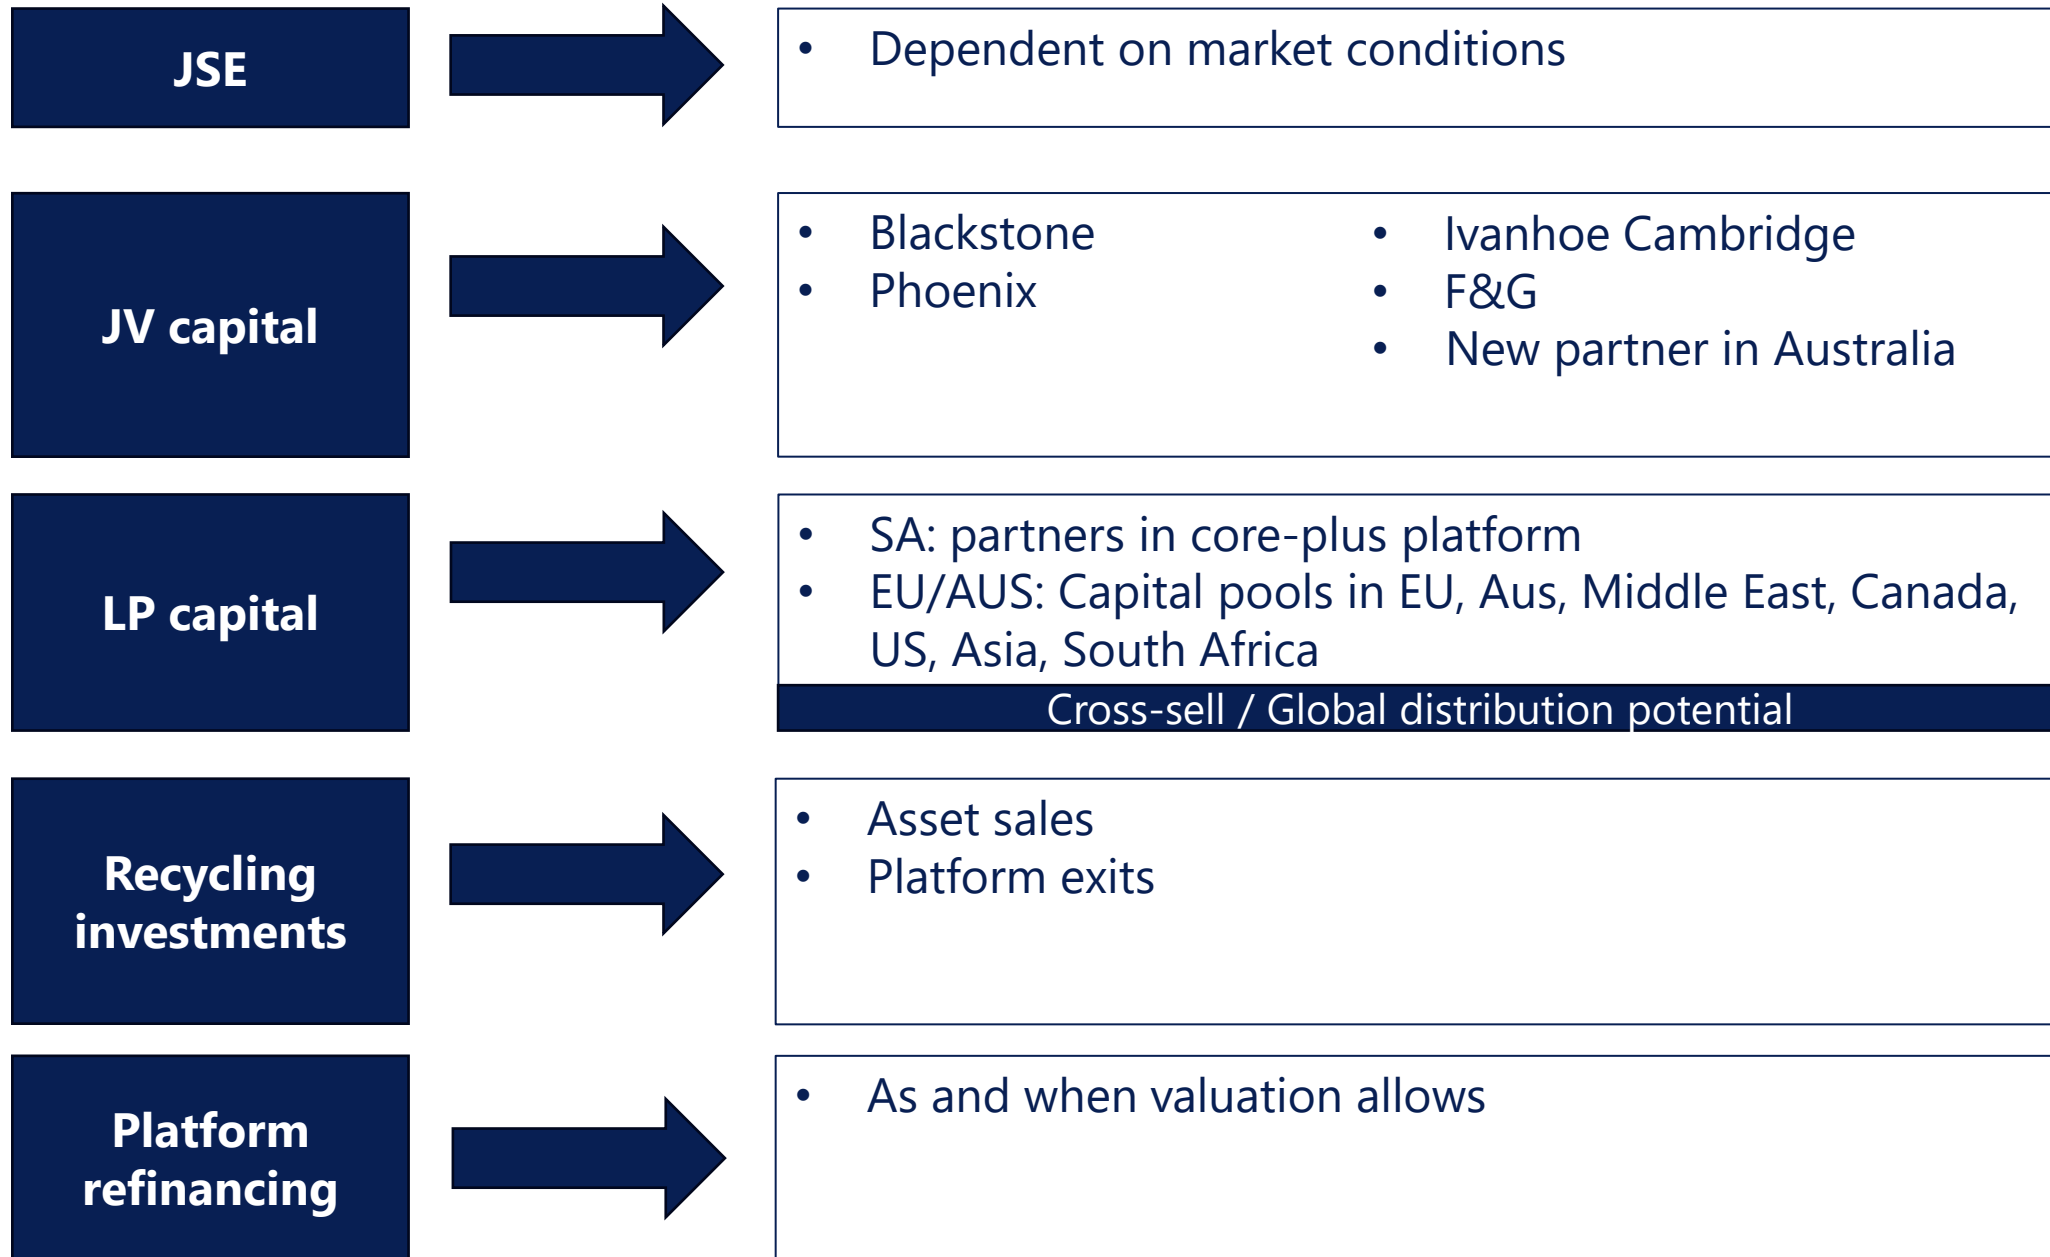 JSE
• Dependent on market conditions
JV capital
• Blackstone
• Phoenix
• Ivanhoe Cambridge
• F&G
• New partner in Australia
LP capital
• SA: partners in core-plus platform
• EU/AUS: Capital pools in EU, Aus, Middle East, Canada,
US, Asia, South Africa
Cross-sell / Global distribution potential
Recycling
investments
• Asset sales
• Platform exits
Platform
refinancing
• As and when valuation allows